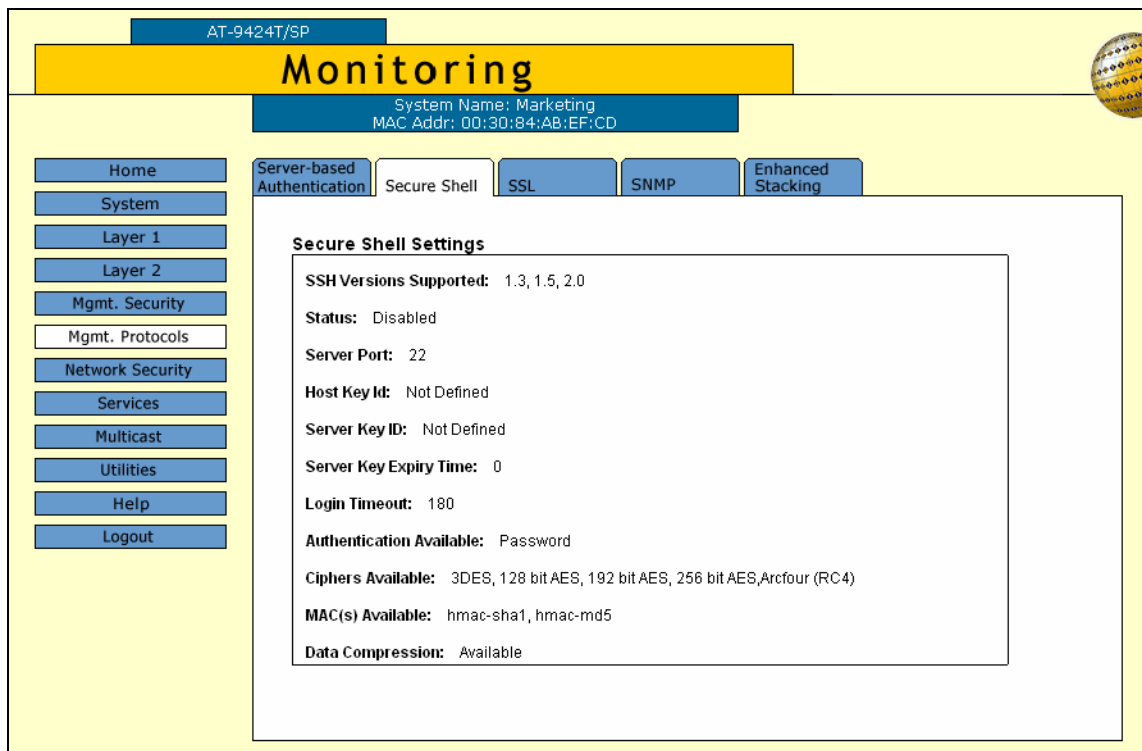 AT-9424T/SP
Monitoring
System Name: Marketing
MAC Addr: 00:30:84:AB:EF:CD
Home
System
Layer 1
Layer 2
Mgmt. Security
Mgmt. Protocols
Network Security
Services
Multicast
Utilities
Help
Logout
Server-based
Authentication
Secure Shell
SSL
SNMP
Enhanced
Stacking
Secure Shell Settings
SSH Versions Supported: 1.3, 1.5, 2.0
Status: Disabled
Server Port: 22
Host Key Id: Not Defined
Server Key ID: Not Defined
Server Key Expiry Time: 0
Login Timeout: 180
Authentication Available: Password
Ciphers Available: 3DES, 128 bit AES, 192 bit AES, 256 bit AES,Arcfour (RC4)
MAC(s) Available: hmac-sha1, hmac-md5
Data Compression: Available